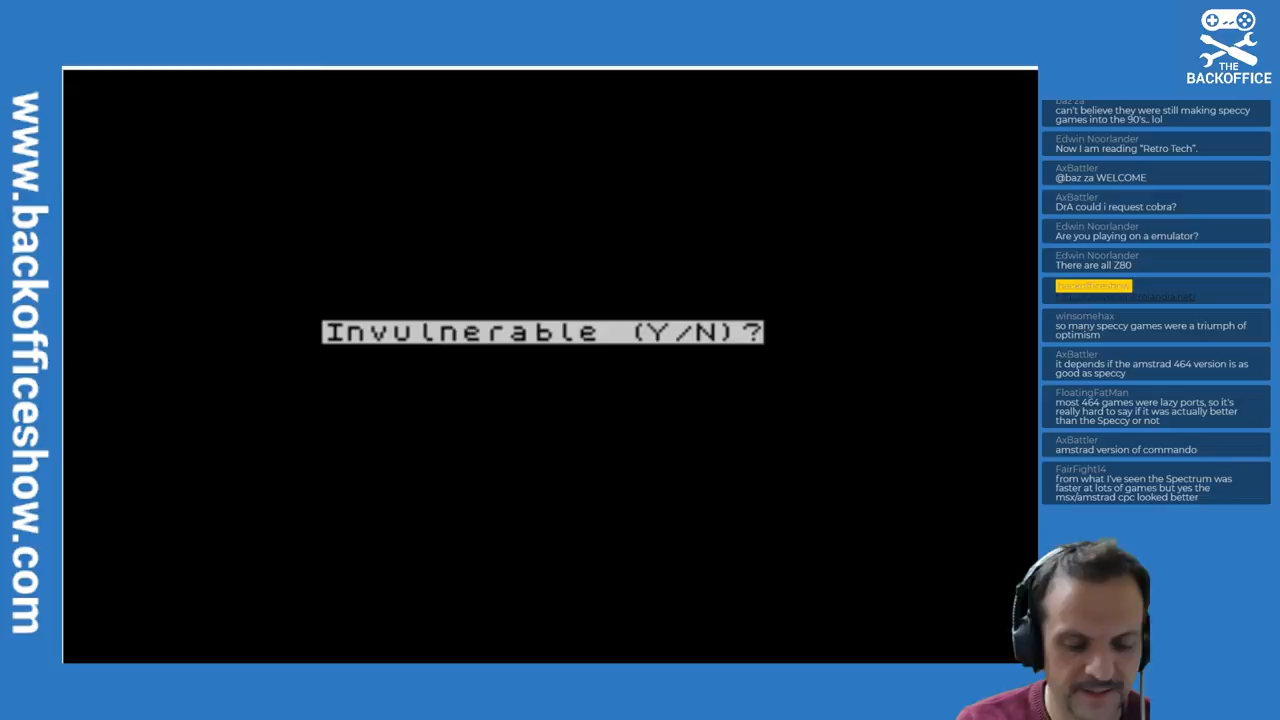 www.backofficeshow.com
Invulnerable (Y/N)?
THE
BACKOFFICE
baz za
can't believe they were still making speccy
games into the 90's.. lol
Edwin Noorlander
Now I am reading “Retro Tech”.
AxBattler
@baz za WELCOME
AxBattler
DrA could i request cobra?
Edwin Noorlander
Are you playing on a emulator?
Edwin Noorlander
There are all Z80
backofficeshow
winsomehax
so many speccy games were a triumph of
optimism
AxBattler
it depends if the amstrad 464 version is as
good as speccy
FloatingFatMan
most 464 games were lazy ports, so it's
really hard to say if it was actually better
than the Speccy or not
AxBattler
amstrad version of commando
FairFight14
from what I've seen the Spectrum was
faster at lots of games but yes the
msx/amstrad cpc looked better